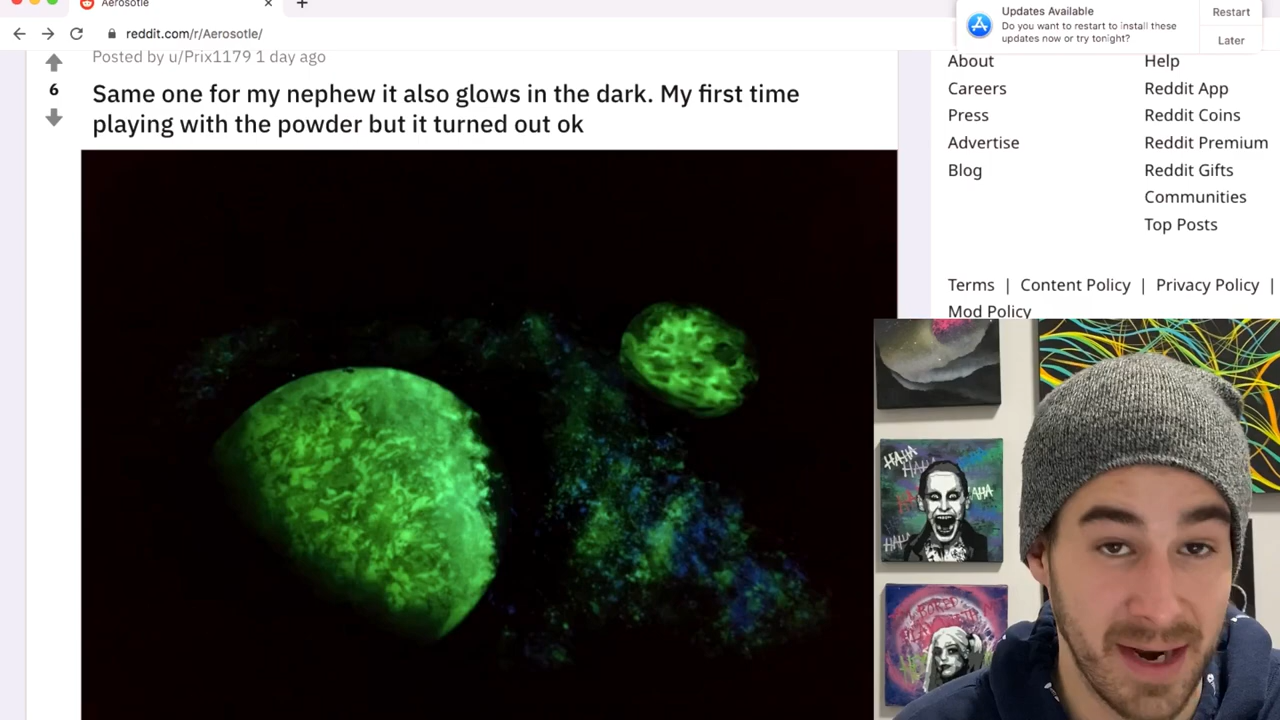 Aerosotle
Updates Available
Do you want to restart to install these
updates now or try tonight?
Restart
Later
reddit.com/r/Aerosotle/
Posted by u/Prix1179 1 day ago
6
Same one for my nephew it also glows in the dark. My first time
playing with the powder but it turned out ok
About
Careers
Press
Advertise
Blog
Help
Reddit App
Reddit Coins
Reddit Premium
Reddit Gifts
Communities
Top Posts
Terms | Content Policy | Privacy Policy |
Mod Policy
HAHA
HAHA
HAHA